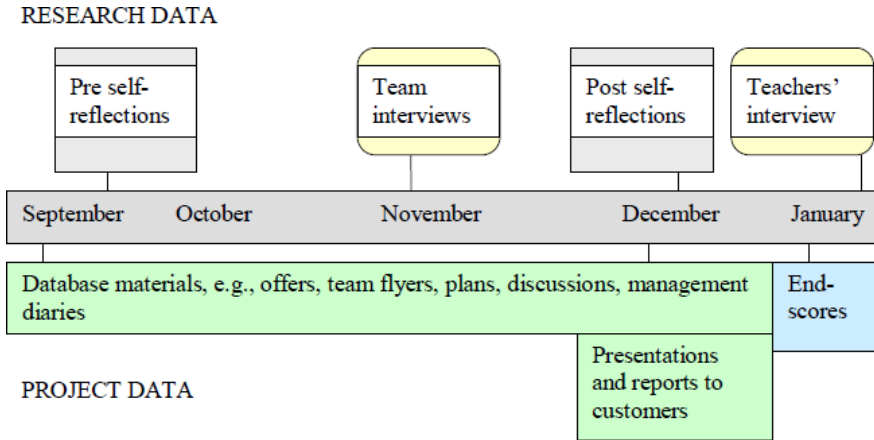 RESEARCH DATA
Pre self-
reflections
Team
interviews
Post self-
reflections
Teachers’
interview
September October November December January
Database materials, e.g., offers, team flyers, plans, discussions, management
diaries
End-
scores
Presentations
and reports to
customers
PROJECT DATA